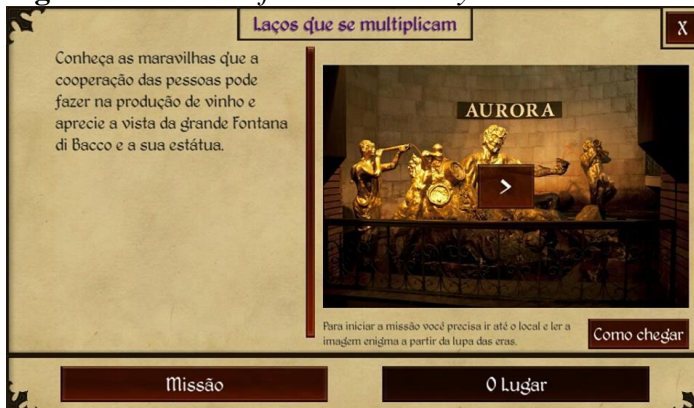 Laços que se multiplicam
X
Conheça as maravilhas que a
cooperação das pessoas pode
fazer na produção de vinho e
aprecie a vista da grande Fontana
di Bacco e a sua estátua.
AURORA
>
Para iniciar a missão você precisa ir até o local e ler a
imagem enigma a partir da lupa das eras.
Como chegar
Missão
O Lugar